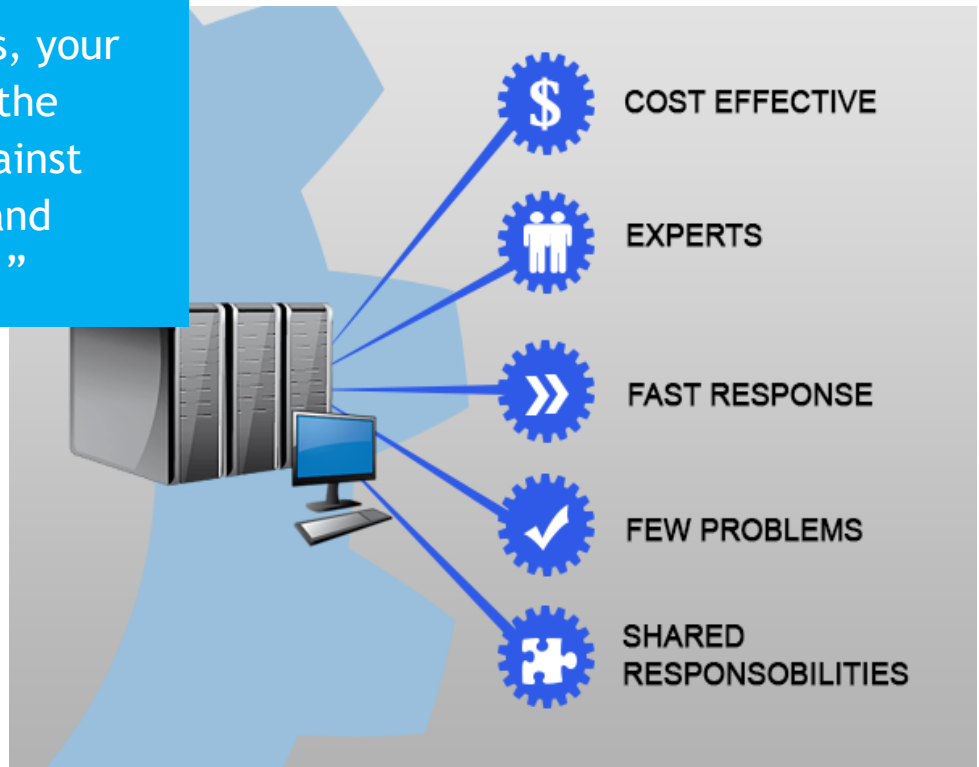 s, your
the
ainst
and
”
$
COST EFFECTIVE
EXPERTS
FAST RESPONSE
FEW PROBLEMS
SHARED
RESPONSOBILITIES